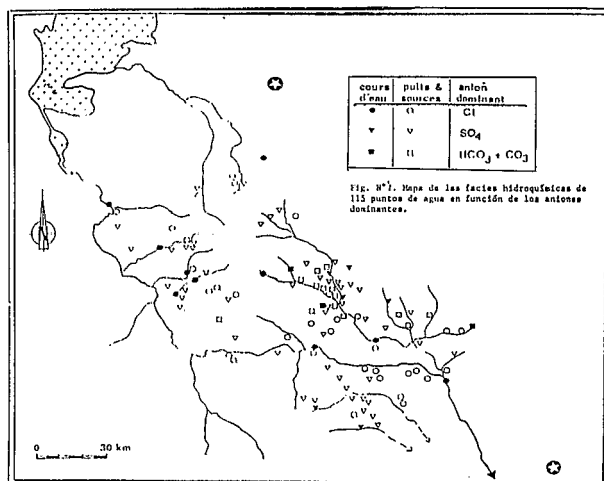 cours d'eau | puits & sources | anion dominant
Cl
SO4
HCO3 + CO3
Fig. Nº1. Mapa de las facies hidroquímicas de
115 puntos de agua en función de los aniones
dominantes.
0 30 km